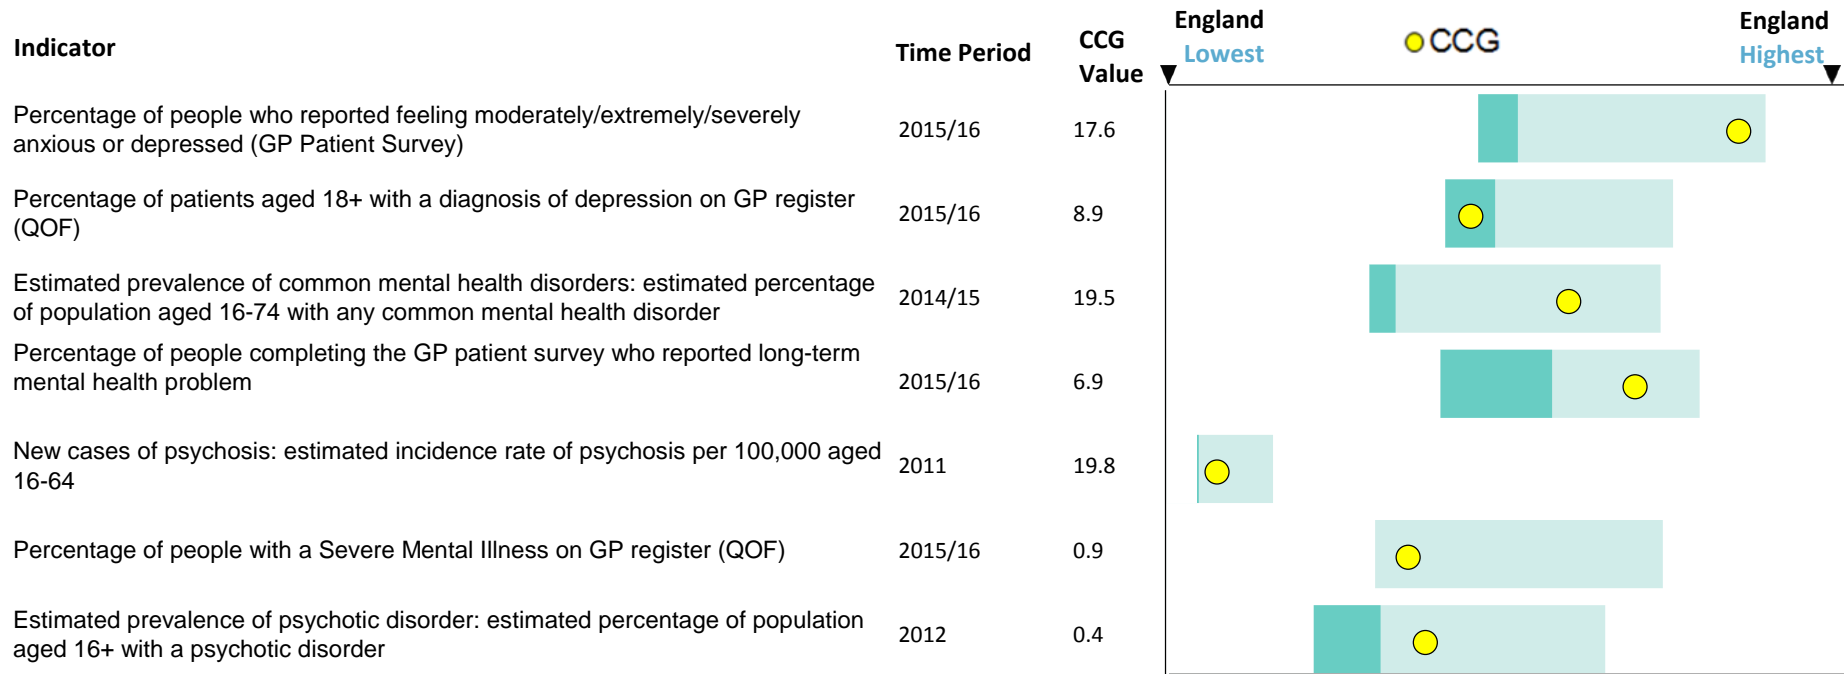 Indicator
Time Period
CCG
Value
England
Lowest
CCG
England
Highest
Percentage of people who reported feeling moderately/extremely/severely
anxious or depressed (GP Patient Survey)
2015/16
17.6
Percentage of patients aged 18+ with a diagnosis of depression on GP register
(QOF)
2015/16
8.9
Estimated prevalence of common mental health disorders: estimated percentage
of population aged 16-74 with any common mental health disorder
2014/15
19.5
Percentage of people completing the GP patient survey who reported long-term
mental health problem
2015/16
6.9
New cases of psychosis: estimated incidence rate of psychosis per 100,000 aged
16-64
2011
19.8
Percentage of people with a Severe Mental Illness on GP register (QOF)
2015/16
0.9
Estimated prevalence of psychotic disorder: estimated percentage of population
aged 16+ with a psychotic disorder
2012
0.4